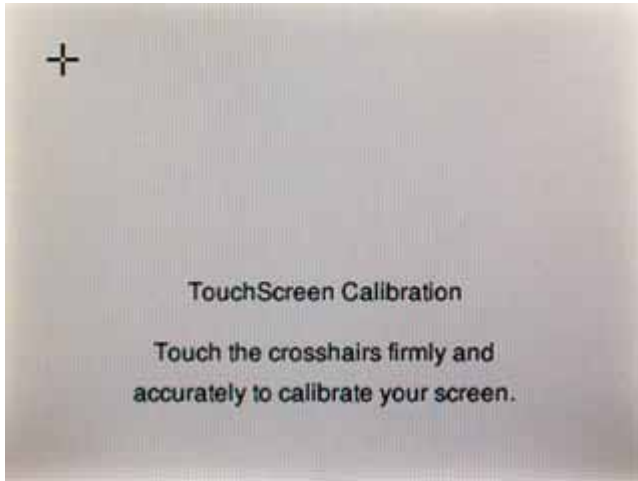 TouchScreen Calibration
Touch the crosshairs firmly and
accurately to calibrate your screen.